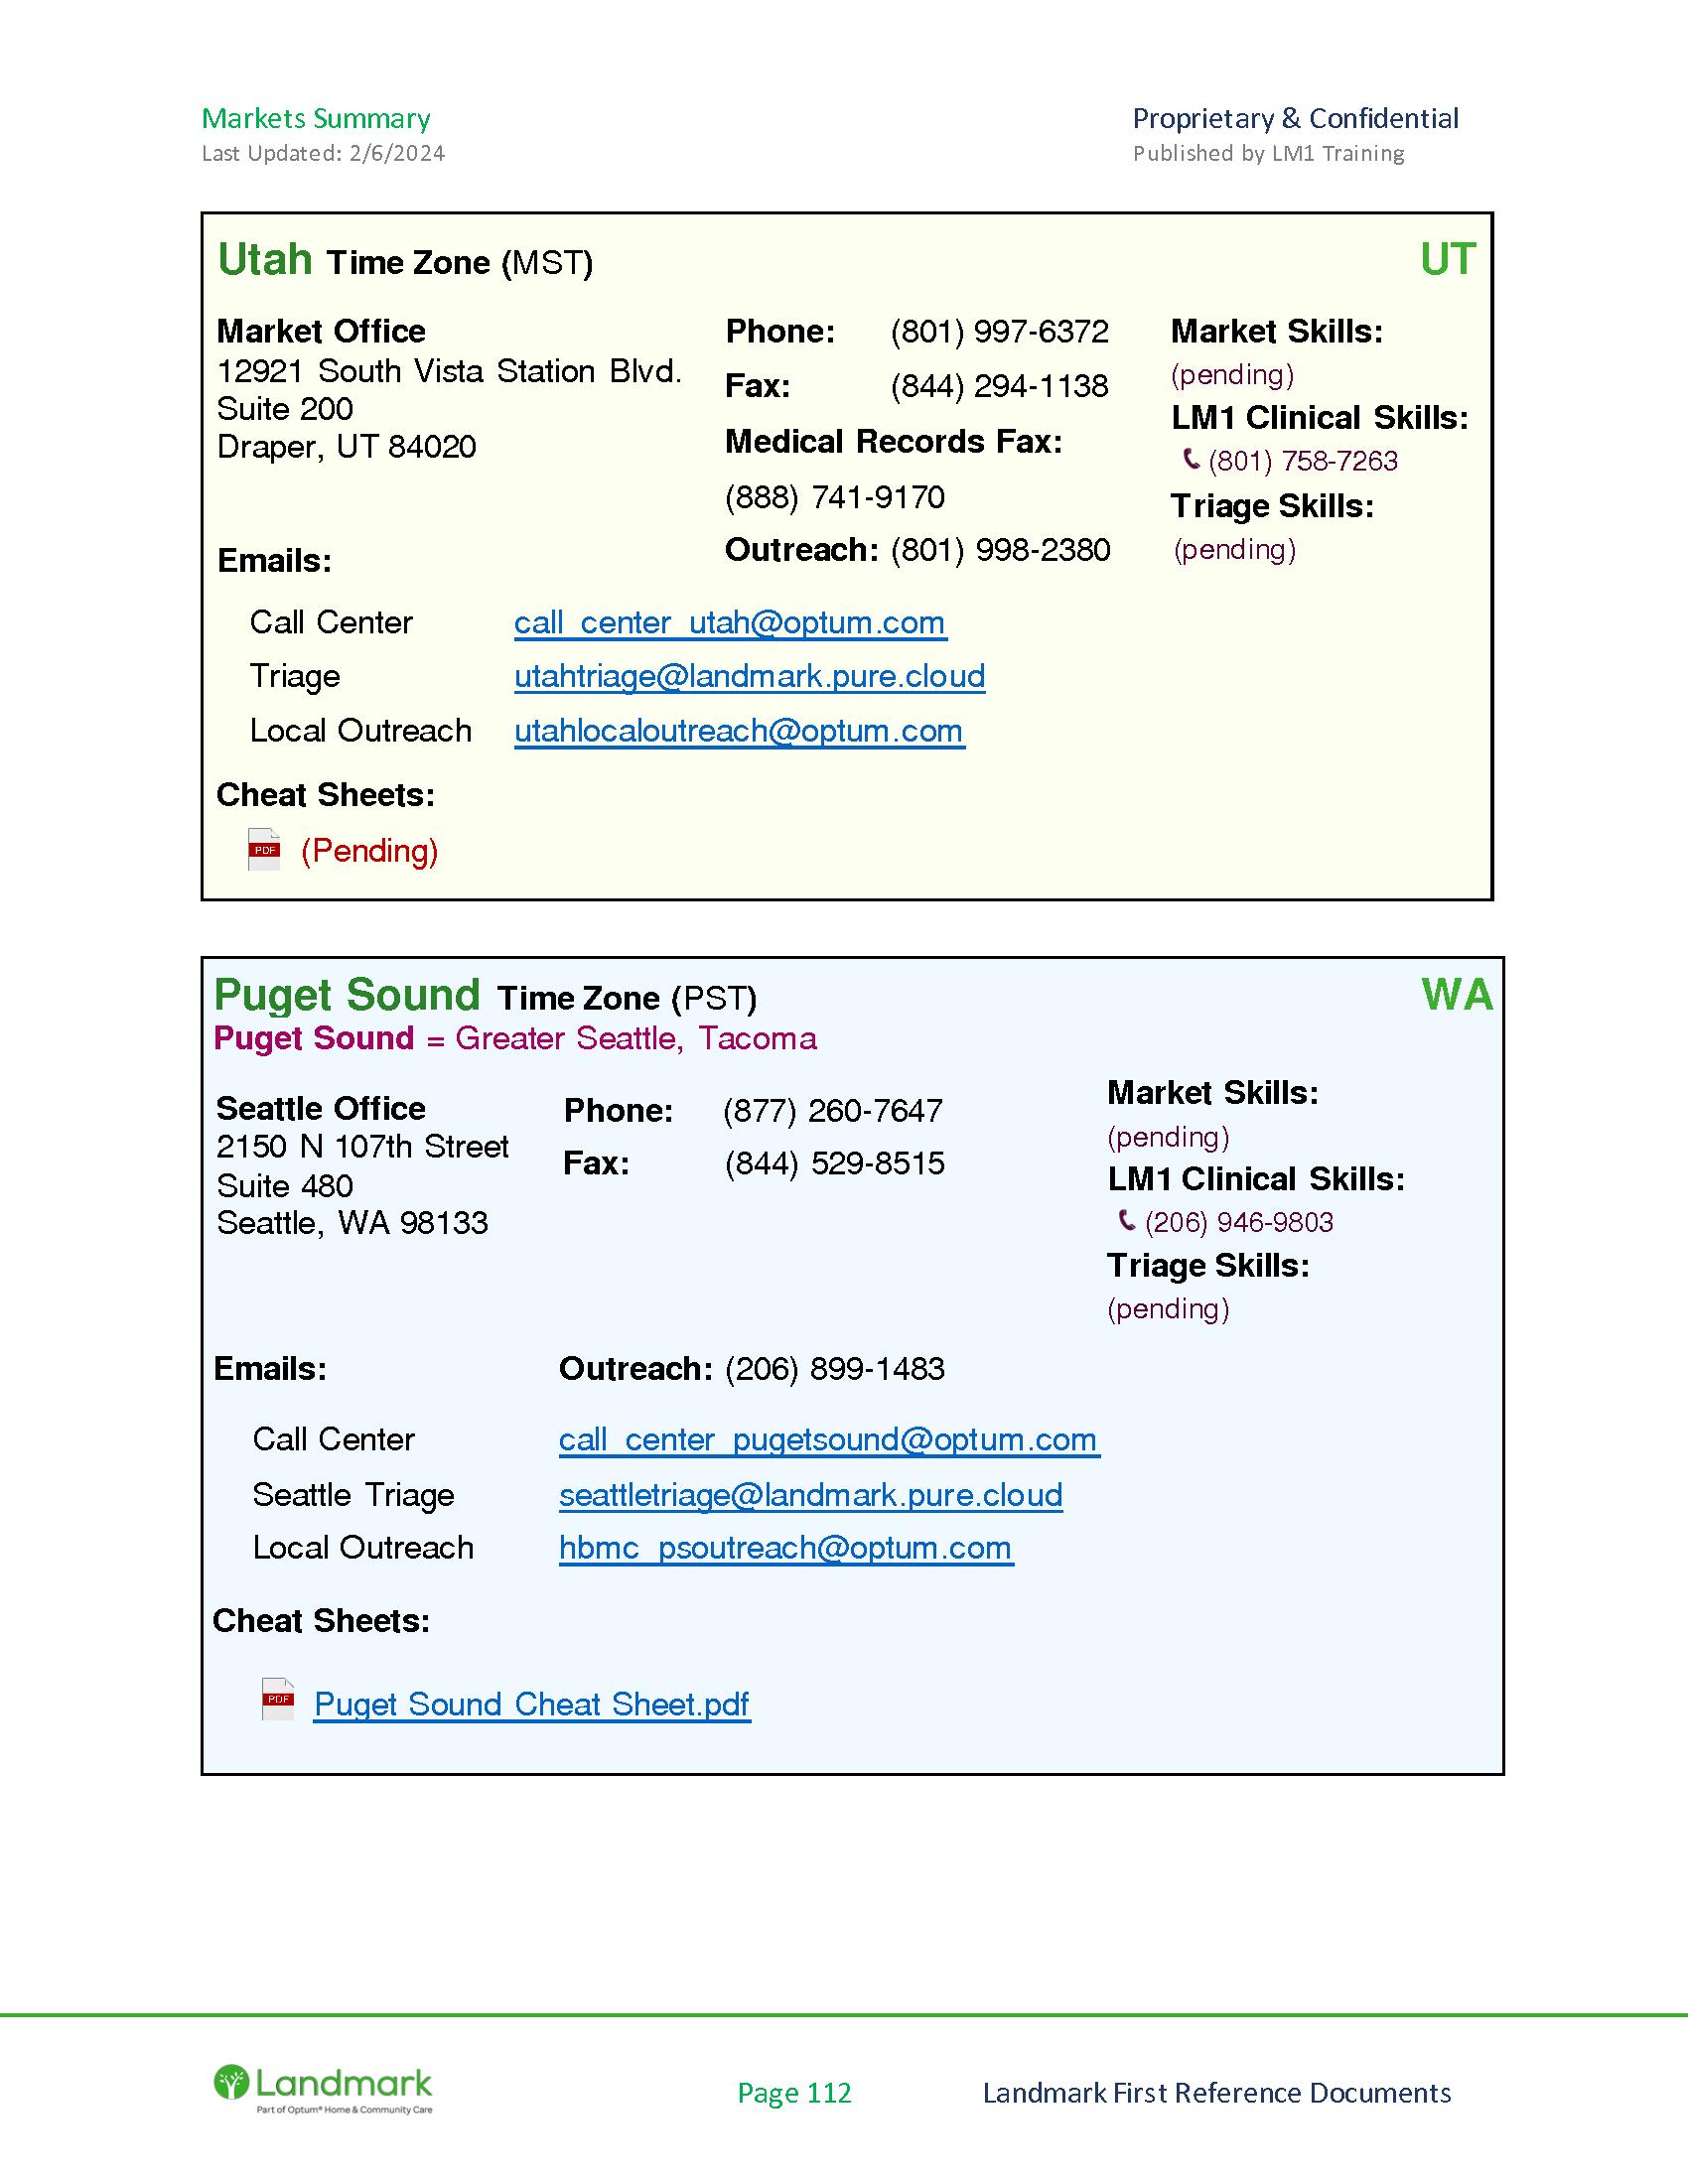 Markets Summary
Proprietary & Confidential
Last Updated: 2/6/2024
Published by LM1 Training
Utah Time Zone (MST)
UT
Market Office
12921 South Vista Station Blvd.
Suite 200
Draper, UT 84020
Phone: (801) 997-6372
Fax: (844) 294-1138
Medical Records Fax:
(888) 741-9170
Outreach: (801) 998-2380
Market Skills:
(pending)
LM1 Clinical Skills:
(801) 758-7263
Triage Skills:
(pending)
Emails:
Call Center call_center_utah@optum.com
Triage utahtriage@landmark.pure.cloud
Local Outreach utahlocaloutreach@optum.com
Cheat Sheets:
PDF (Pending)
Puget Sound Time Zone (PST)
WA
Puget Sound = Greater Seattle, Tacoma
Seattle Office
2150 N 107th Street
Suite 480
Seattle, WA 98133
Phone: (877) 260-7647
Fax: (844) 529-8515
Market Skills:
(pending)
LM1 Clinical Skills:
(206) 946-9803
Triage Skills:
(pending)
Emails:
Outreach: (206) 899-1483
Call Center call_center_pugetsound@optum.com
Seattle Triage seattletriage@landmark.pure.cloud
Local Outreach hbmc_psoutreach@optum.com
Cheat Sheets:
PDF Puget Sound Cheat Sheet.pdf
Landmark
Part of Optum® Home & Community Care
Page 112
Landmark First Reference Documents